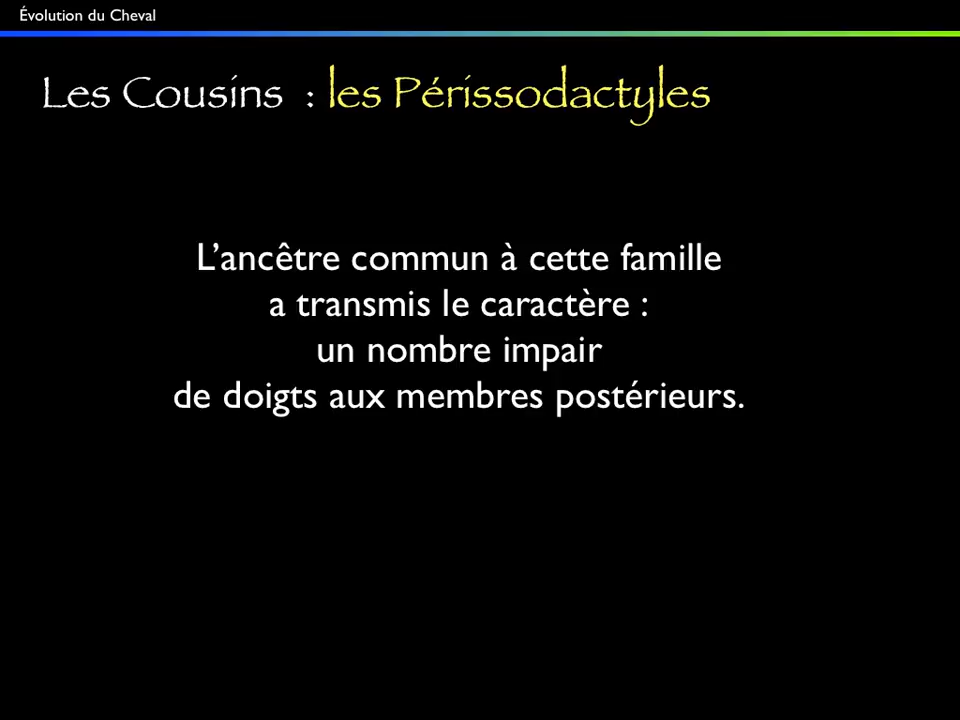 Évolution du Cheval
Les Cousins : les Périssodactyles
L’ancêtre commun à cette famille
a transmis le caractère :
un nombre impair
de doigts aux membres postérieurs.